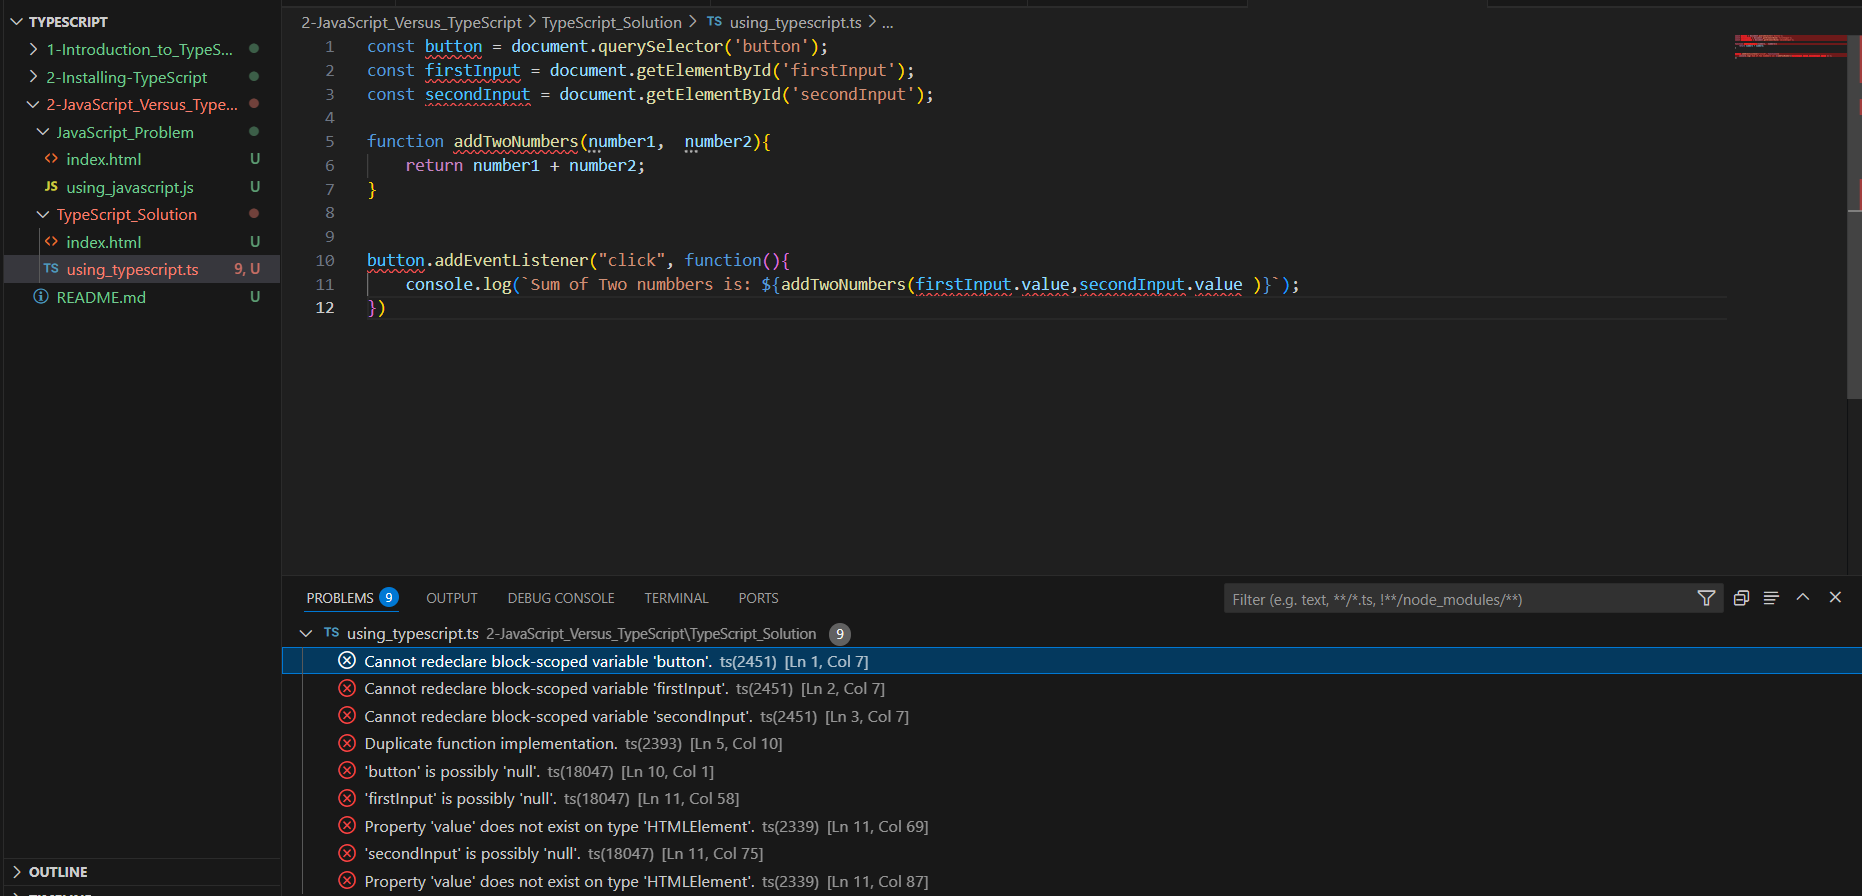 TYPESCRIPT
1-Introduction_to_TypeS...
2-Installing-TypeScript
2-JavaScript_Versus_Type...
JavaScript_Problem
index.html U
JS using_javascript.js U
TypeScript_Solution
index.html U
TS using_typescript.ts 9, U
README.md U
OUTLINE
2-JavaScript_Versus_TypeScript > TypeScript_Solution > TS using_typescript.ts > ...
1 const button = document.querySelector('button');
2 const firstInput = document.getElementById('firstInput');
3 const secondInput = document.getElementById('secondInput');
4
5 function addTwoNumbers(number1,  number2){
6     return number1 + number2;
7 }
8
9
10 button.addEventListener("click", function(){
11     console.log(`Sum of Two numbbers is: ${addTwoNumbers(firstInput.value,secondInput.value )}`);
12 })
PROBLEMS 9 OUTPUT DEBUG CONSOLE TERMINAL PORTS Filter (e.g. text, **/*.ts, !**/node_modules/**)
TS using_typescript.ts 2-JavaScript_Versus_TypeScript\TypeScript_Solution 9
Cannot redeclare block-scoped variable 'button'. ts(2451) [Ln 1, Col 7]
Cannot redeclare block-scoped variable 'firstInput'. ts(2451) [Ln 2, Col 7]
Cannot redeclare block-scoped variable 'secondInput'. ts(2451) [Ln 3, Col 7]
Duplicate function implementation. ts(2393) [Ln 5, Col 10]
'button' is possibly 'null'. ts(18047) [Ln 10, Col 1]
'firstInput' is possibly 'null'. ts(18047) [Ln 11, Col 58]
Property 'value' does not exist on type 'HTMLElement'. ts(2339) [Ln 11, Col 69]
'secondInput' is possibly 'null'. ts(18047) [Ln 11, Col 75]
Property 'value' does not exist on type 'HTMLElement'. ts(2339) [Ln 11, Col 87]